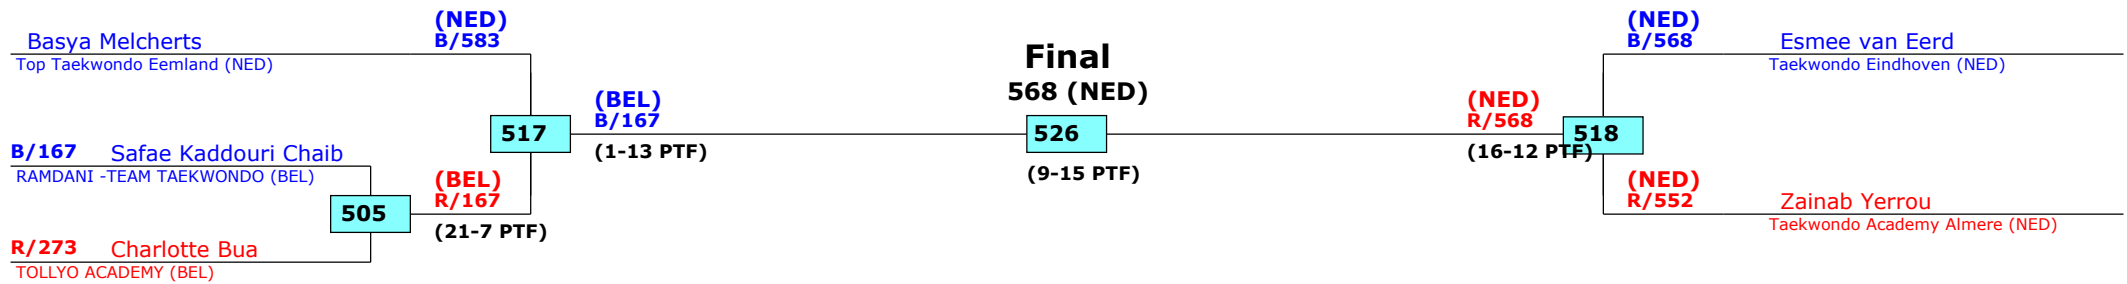 (NED)
B/583
Basya Melcherts
Top Taekwondo Eemland (NED)
B/167 Safae Kaddouri Chaib
RAMDANI -TEAM TAEKWONDO (BEL)
505
R/273 Charlotte Bua
TOLLYO ACADEMY (BEL)
(BEL)
R/167
(21-7 PTF)
517
(BEL)
B/167
(1-13 PTF)
Final
568 (NED)
526
(9-15 PTF)
(NED)
R/568
(16-12 PTF)
518
(NED)
B/568
Esmee van Eerd
Taekwondo Eindhoven (NED)
(NED)
R/552
Zainab Yerrou
Taekwondo Academy Almere (NED)